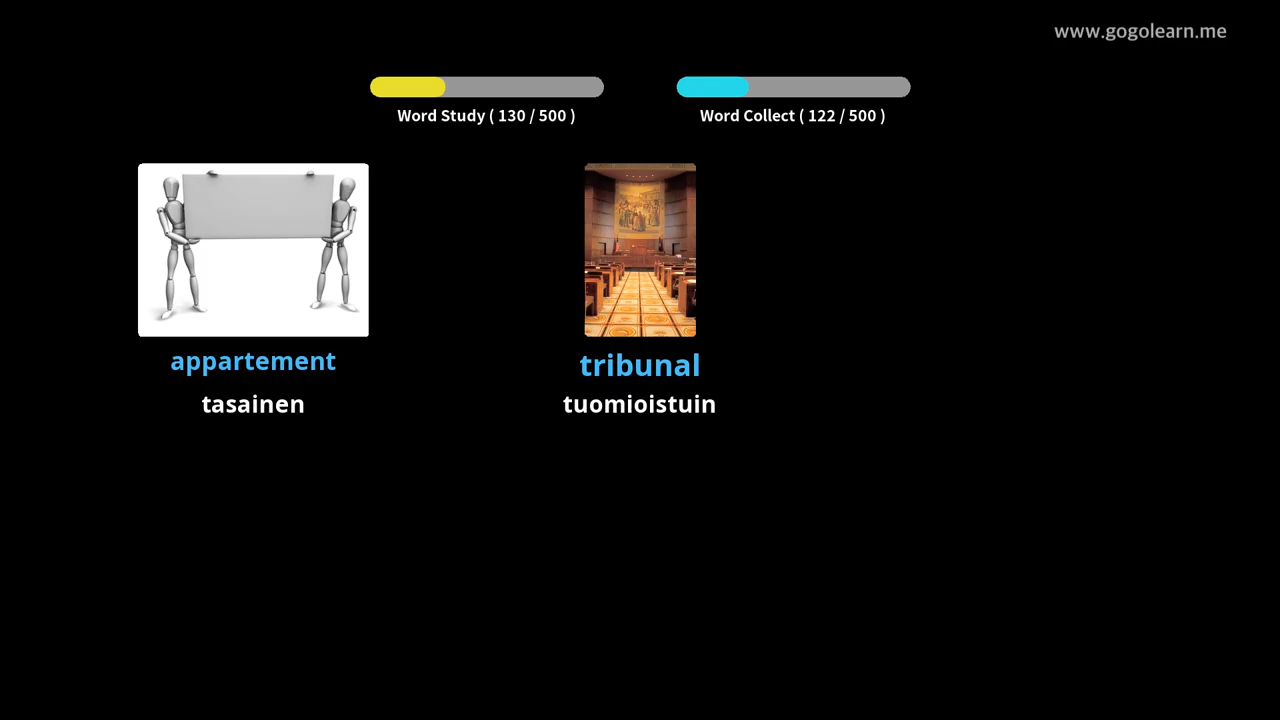 www.gogolearn.me
Word Study ( 130 / 500 )
Word Collect ( 122 / 500 )
appartement
tasainen
tribunal
tuomioistuin